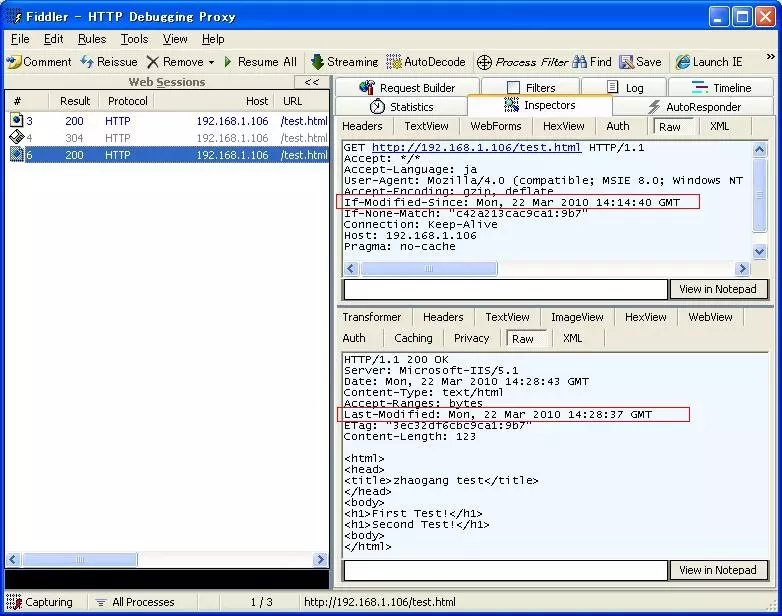 Fiddler - HTTP Debugging Proxy
File Edit Rules Tools View Help
Comment Reissue Remove Resume All Streaming AutoDecode Process Filter Find Save Launch IE »
Web Sessions <<
# Result Protocol Host URL
3 200 HTTP 192.168.1.106 /test.html
4 304 HTTP 192.168.1.106 /test.html
6 200 HTTP 192.168.1.106 /test.html
Request Builder Filters Log Timeline
Statistics Inspectors AutoResponder
Headers TextView WebForms HexView Auth Raw XML
GET http://192.168.1.106/test.html HTTP/1.1
Accept: */*
Accept-Language: ja
User-Agent: Mozilla/4.0 (compatible; MSIE 8.0; Windows NT
Accept-Encoding: gzip, deflate
If-Modified-Since: Mon, 22 Mar 2010 14:14:40 GMT
If-None-Match: "c42a213cac9ca1:9b7"
Connection: Keep-Alive
Host: 192.168.1.106
Pragma: no-cache
View in Notepad
Transformer Headers TextView ImageView HexView WebView
Auth Caching Privacy Raw XML
HTTP/1.1 200 OK
Server: Microsoft-IIS/5.1
Date: Mon, 22 Mar 2010 14:28:43 GMT
Content-Type: text/html
Accept-Ranges: bytes
Last-Modified: Mon, 22 Mar 2010 14:28:37 GMT
ETag: "3ec32df6cbc9ca1:9b7"
Content-Length: 123
<html>
<head>
<title>zhaogang test</title>
</head>
<body>
<h1>First Test!</h1>
<h1>Second Test!</h1>
<body>
</html>
View in Notepad
Capturing All Processes 1 / 3 http://192.168.1.106/test.html